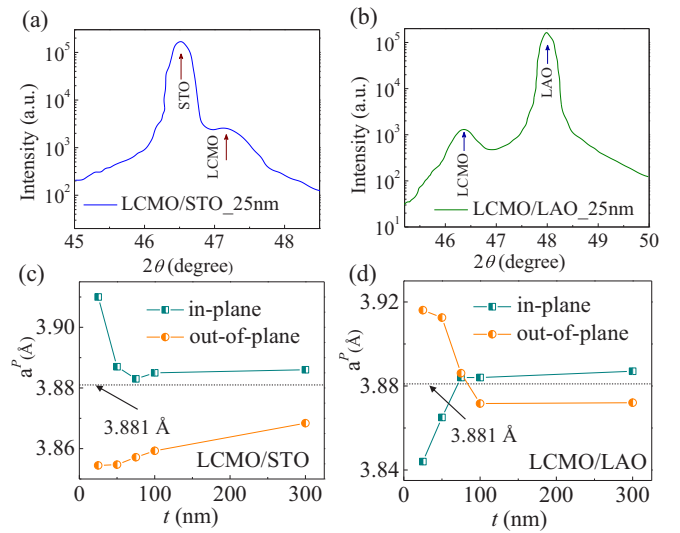 (a)
Intensity (a.u.)
10^5
10^4
10^3
10^2
STO
LCMO
LCMO/STO_25nm
45 46 47 48
2θ (degree)
(b)
Intensity (a.u.)
10^5
10^4
10^3
10^2
10^1
LCMO
LAO
LCMO/LAO_25nm
46 47 48 49 50
2θ (degree)
(c)
a^P (Å)
3.90
3.88
3.86
in-plane
out-of-plane
3.881 Å
LCMO/STO
0 100 200 300
t (nm)
(d)
a^P (Å)
3.92
3.88
3.84
in-plane
out-of-plane
3.881 Å
LCMO/LAO
0 100 200 300
t (nm)